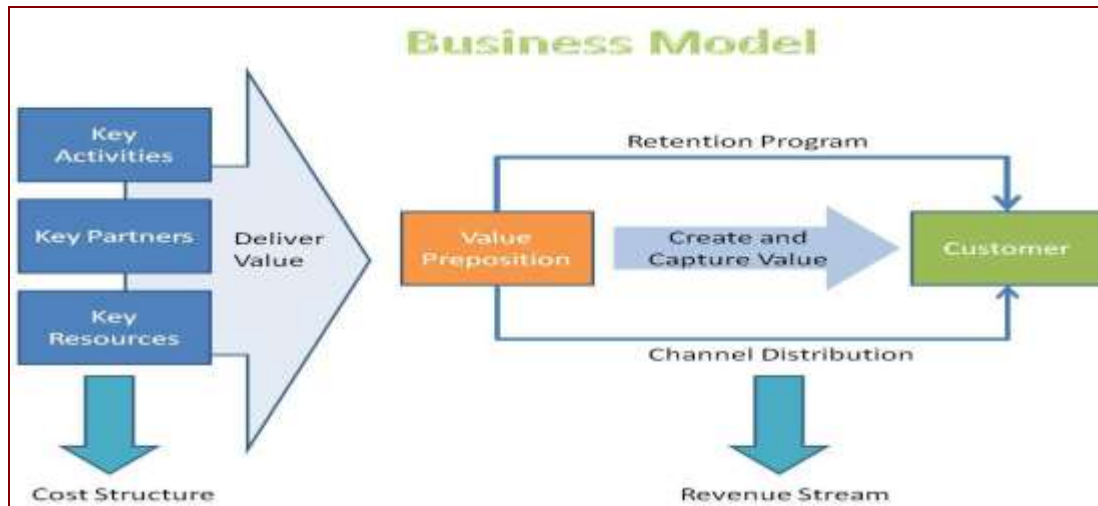 Business Model
Key
Activities
Key Partners
Key
Resources
Deliver
Value
Retention Program
Value
Preposition
Create and
Capture Value
Customer
Channel Distribution
Cost Structure
Revenue Stream